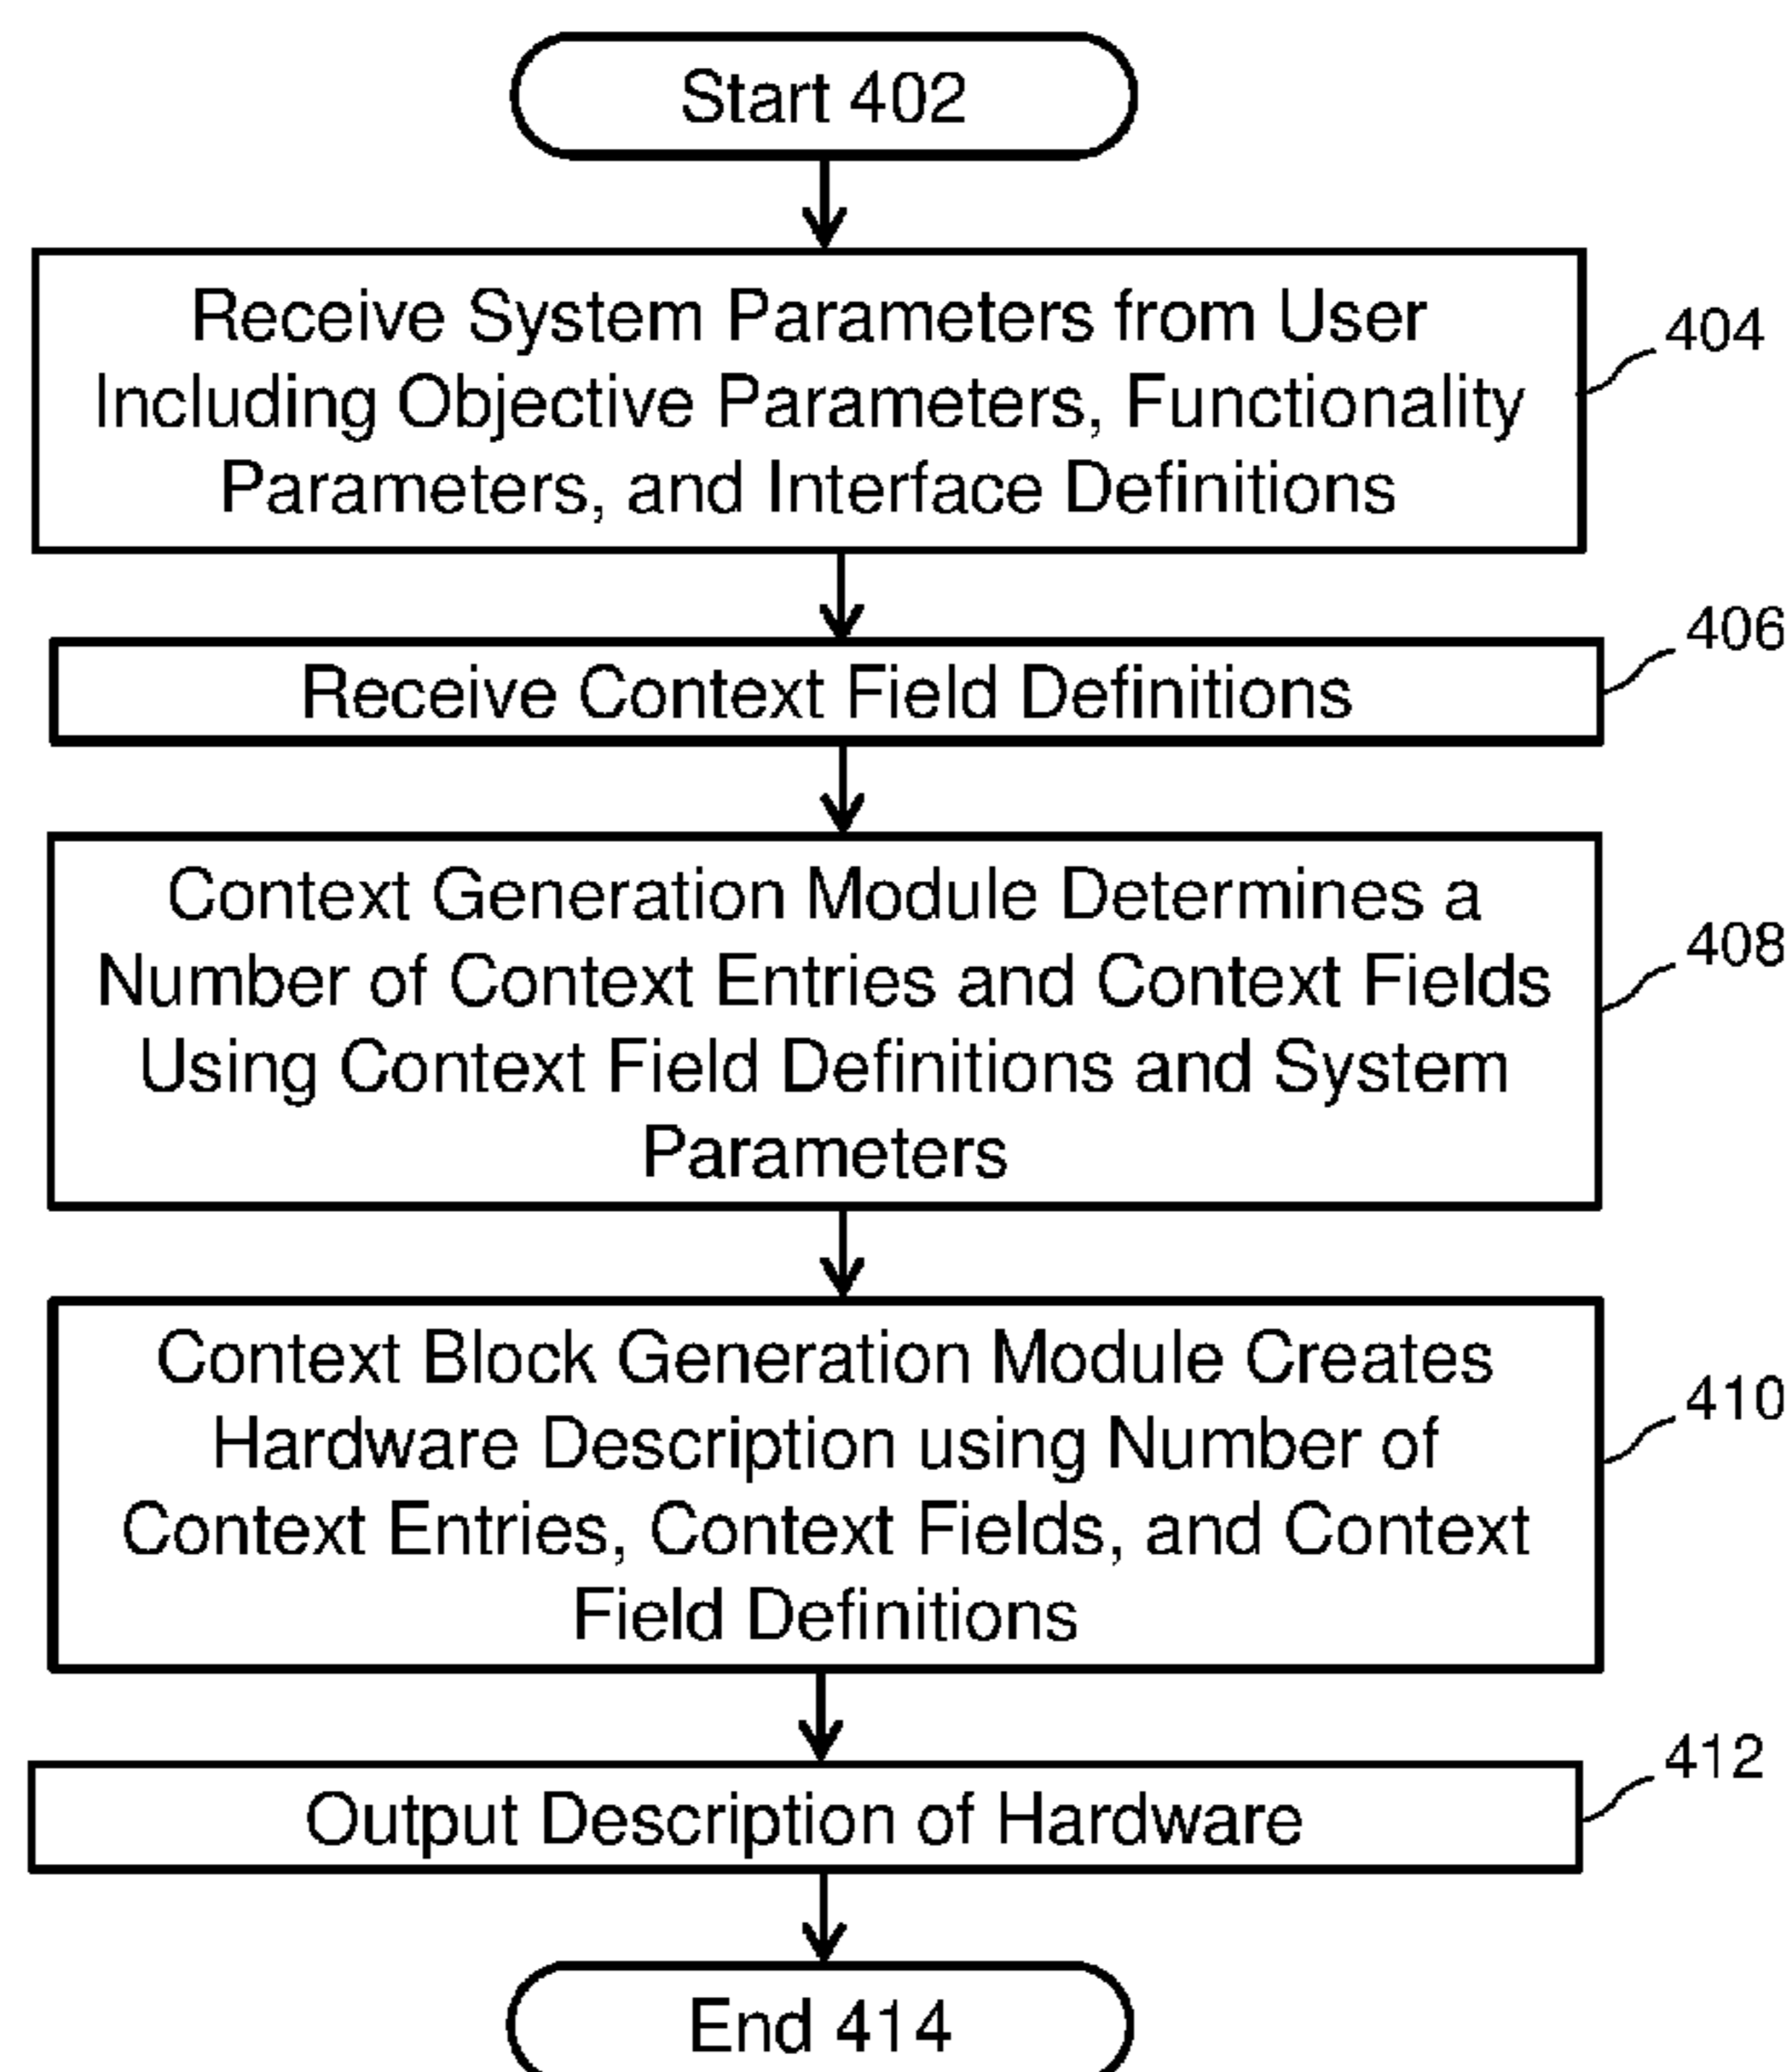 Start 402
Receive System Parameters from User
Including Objective Parameters, Functionality
Parameters, and Interface Definitions
404
Receive Context Field Definitions
406
Context Generation Module Determines a
Number of Context Entries and Context Fields
Using Context Field Definitions and System
Parameters
408
Context Block Generation Module Creates
Hardware Description using Number of
Context Entries, Context Fields, and Context
Field Definitions
410
Output Description of Hardware
412
End 414